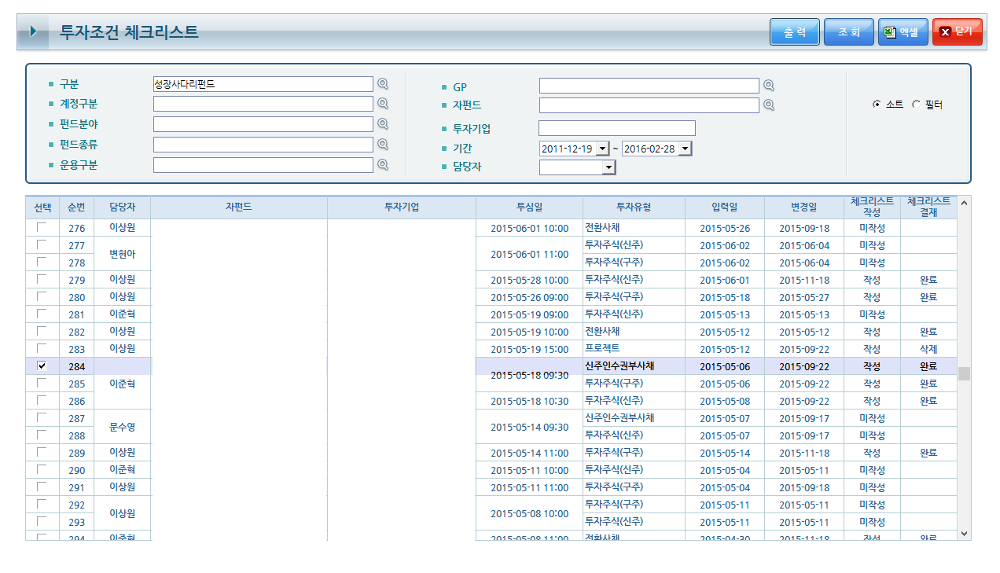 투자조건 체크리스트
출 력 조 회 엑셀 닫기
구분 성장사다리펀드 GP
계정구분 자펀드 소트 필터
펀드분야 투자기업
펀드종류 기간 2011-12-19 ~ 2016-02-28
운용구분 담당자
선택 순번 담당자 자펀드 투자기업 투심일 투자유형 입력일 변경일 체크리스트 작성 체크리스트 결재
276 이상원 2015-06-01 10:00 전환사채 2015-05-26 2015-09-18 미작성
277 변현아 2015-06-01 11:00 투자주식(신주) 2015-06-02 2015-06-04 미작성
278 투자주식(구주) 2015-06-02 2015-06-04 미작성
279 이상원 2015-05-28 10:00 투자주식(신주) 2015-06-01 2015-11-18 작성 완료
280 이상원 2015-05-26 09:00 투자주식(구주) 2015-05-18 2015-05-27 작성 완료
281 이준혁 2015-05-19 09:00 투자주식(신주) 2015-05-13 2015-05-13 미작성
282 이상원 2015-05-19 10:00 전환사채 2015-05-12 2015-05-12 작성 완료
283 이상원 2015-05-19 15:00 프로젝트 2015-05-12 2015-09-22 작성 삭제
284 2015-05-18 09:30 신주인수권부사채 2015-05-06 2015-09-22 작성 완료
285 이준혁 투자주식(구주) 2015-05-06 2015-09-22 작성 완료
286 2015-05-18 10:30 투자주식(신주) 2015-05-08 2015-09-22 작성 완료
287 문수영 2015-05-14 09:30 신주인수권부사채 2015-05-07 2015-09-17 미작성
288 투자주식(신주) 2015-05-07 2015-09-17 미작성
289 이상원 2015-05-14 11:00 투자주식(구주) 2015-05-14 2015-11-18 작성 완료
290 이준혁 2015-05-11 10:00 투자주식(신주) 2015-05-04 2015-05-11 미작성
291 이상원 2015-05-11 11:00 투자주식(구주) 2015-05-04 2015-09-18 미작성
292 이상원 2015-05-08 10:00 투자주식(구주) 2015-05-11 2015-05-11 미작성
293 투자주식(신주) 2015-05-11 2015-05-11 미작성
294 이준혁 2015-05-08 11:00 전환사채 2015-04-30 2015-11-18 작성 완료